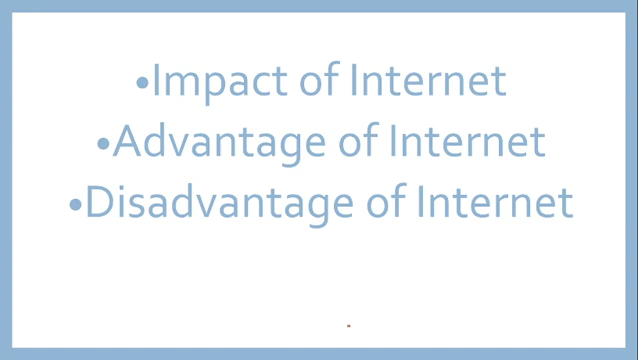 •Impact of Internet
•Advantage of Internet
•Disadvantage of Internet